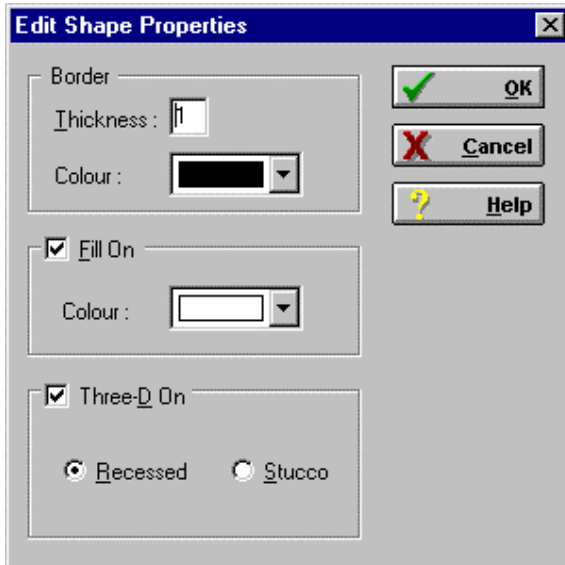 Edit Shape Properties
Border
Thickness : 1
Colour :
OK
Cancel
Help
Fill On
Colour :
Three-D On
Recessed
Stucco